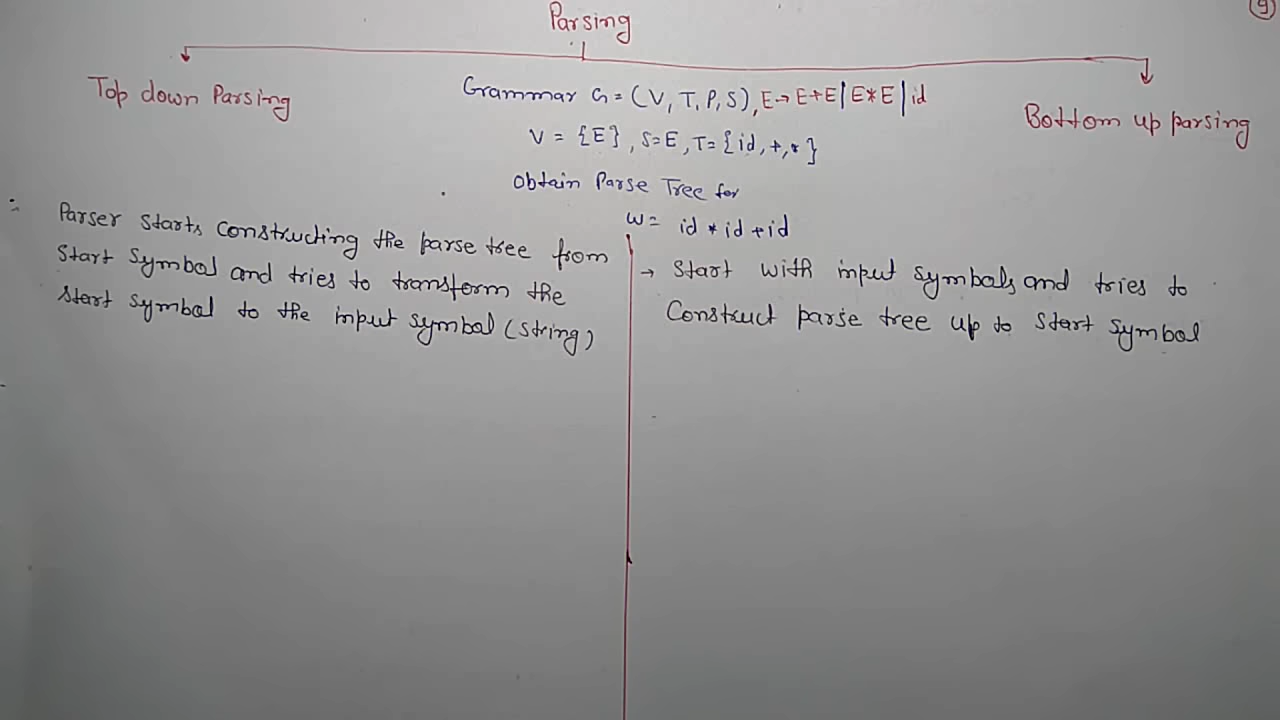 9
Parsing
Top down Parsing
Grammar G = (V, T, P, S), E→E+E|E*E|id
Bottom up parsing
V = {E}, S=E, T={id, +, *}
Obtain Parse Tree for
w= id * id + id
Parser starts constructing the parse tree from
start symbol and tries to transform the
start symbol to the input symbol (string)
→ Start with input symbols and tries to
Construct parse tree up to start symbol